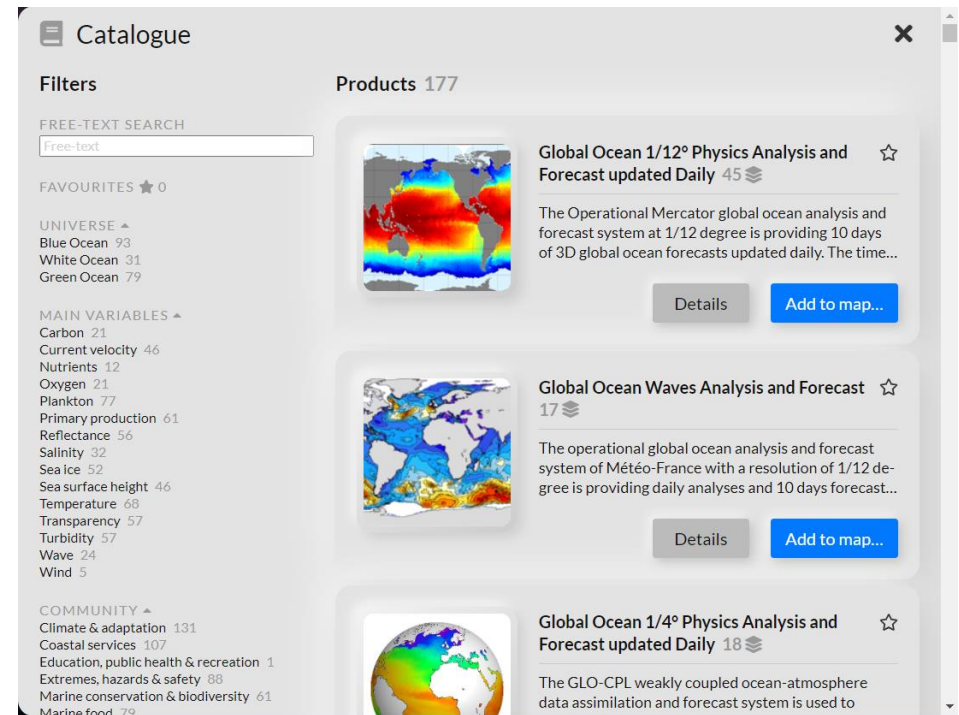 Catalogue
Filters
FREE-TEXT SEARCH
Free-text
FAVOURITES 0
UNIVERSE
Blue Ocean 93
White Ocean 31
Green Ocean 79
MAIN VARIABLES
Carbon 21
Current velocity 46
Nutrients 12
Oxygen 21
Plankton 77
Primary production 61
Reflectance 56
Salinity 32
Sea ice 52
Sea surface height 46
Temperature 68
Transparency 57
Turbidity 57
Wave 24
Wind 5
COMMUNITY
Climate & adaptation 131
Coastal services 107
Education, public health & recreation 1
Extremes, hazards & safety 88
Marine conservation & biodiversity 61
Marine food 79
Products 177
Global Ocean 1/12° Physics Analysis and
Forecast updated Daily 45
The Operational Mercator global ocean analysis and
forecast system at 1/12 degree is providing 10 days
of 3D global ocean forecasts updated daily. The time...
Details
Add to map...
Global Ocean Waves Analysis and Forecast
17
The operational global ocean analysis and forecast
system of Météo-France with a resolution of 1/12 de-
gree is providing daily analyses and 10 days forecast...
Details
Add to map...
Global Ocean 1/4° Physics Analysis and
Forecast updated Daily 18
The GLO-CPL weakly coupled ocean-atmosphere
data assimilation and forecast system is used to